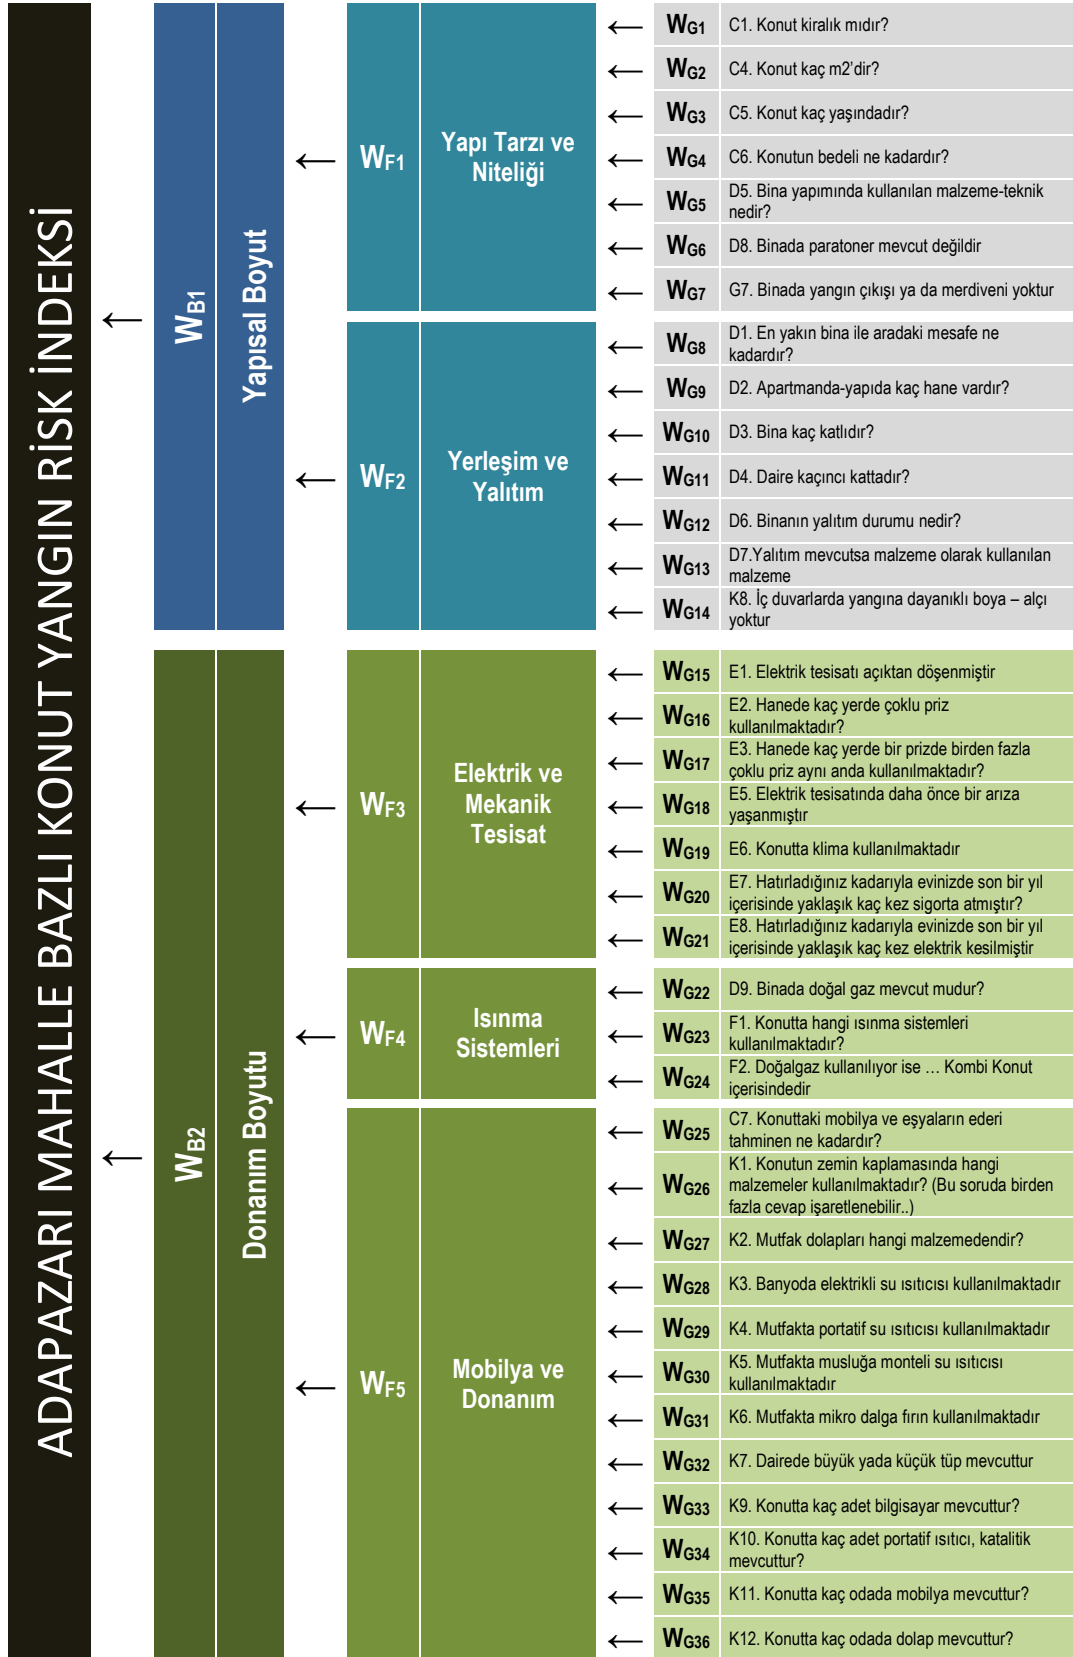 ADAPAZARI MAHALLE BAZLI KONUT YANGIN RİSK İNDEKSİ
WB1
Yapısal Boyut
WF1
Yapı Tarzı ve
Niteliği
WG1 C1. Konut kiralık mıdır?
WG2 C4. Konut kaç m2’dir?
WG3 C5. Konut kaç yaşındadır?
WG4 C6. Konutun bedeli ne kadardır?
WG5 D5. Bina yapımında kullanılan malzeme-teknik
nedir?
WG6 D8. Binada paratoner mevcut değildir
WG7 G7. Binada yangın çıkışı ya da merdiveni yoktur
WF2
Yerleşim ve
Yalıtım
WG8 D1. En yakın bina ile aradaki mesafe ne
kadardır?
WG9 D2. Apartmanda-yapıda kaç hane vardır?
WG10 D3. Bina kaç katlıdır?
WG11 D4. Daire kaçıncı kattadır?
WG12 D6. Binanın yalıtım durumu nedir?
WG13 D7.Yalıtım mevcutsa malzeme olarak kullanılan
malzeme
WG14 K8. İç duvarlarda yangına dayanıklı boya – alçı
yoktur
WB2
Donanım Boyutu
WF3
Elektrik ve
Mekanik
Tesisat
WG15 E1. Elektrik tesisatı açıktan döşenmiştir
WG16 E2. Hanede kaç yerde çoklu priz
kullanılmaktadır?
WG17 E3. Hanede kaç yerde bir prizde birden fazla
çoklu priz aynı anda kullanılmaktadır?
WG18 E5. Elektrik tesisatında daha önce bir arıza
yaşanmıştır
WG19 E6. Konutta klima kullanılmaktadır
WG20 E7. Hatırladığınız kadarıyla evinizde son bir yıl
içerisinde yaklaşık kaç kez sigorta atmıştır?
WG21 E8. Hatırladığınız kadarıyla evinizde son bir yıl
içerisinde yaklaşık kaç kez elektrik kesilmiştir
WF4
Isınma
Sistemleri
WG22 D9. Binada doğal gaz mevcut mudur?
WG23 F1. Konutta hangi ısınma sistemleri
kullanılmaktadır?
WG24 F2. Doğalgaz kullanılıyor ise … Kombi Konut
içerisindedir
WF5
Mobilya ve
Donanım
WG25 C7. Konuttaki mobilya ve eşyaların ederi
tahminen ne kadardır?
WG26 K1. Konutun zemin kaplamasında hangi
malzemeler kullanılmaktadır? (Bu soruda birden
fazla cevap işaretlenebilir..)
WG27 K2. Mutfak dolapları hangi malzemedendir?
WG28 K3. Banyoda elektrikli su ısıtıcısı kullanılmaktadır
WG29 K4. Mutfakta portatif su ısıtıcısı kullanılmaktadır
WG30 K5. Mutfakta musluğa monteli su ısıtıcısı
kullanılmaktadır
WG31 K6. Mutfakta mikro dalga fırın kullanılmaktadır
WG32 K7. Dairede büyük yada küçük tüp mevcuttur
WG33 K9. Konutta kaç adet bilgisayar mevcuttur?
WG34 K10. Konutta kaç adet portatif ısıtıcı, katalitik
mevcuttur?
WG35 K11. Konutta kaç odada mobilya mevcuttur?
WG36 K12. Konutta kaç odada dolap mevcuttur?